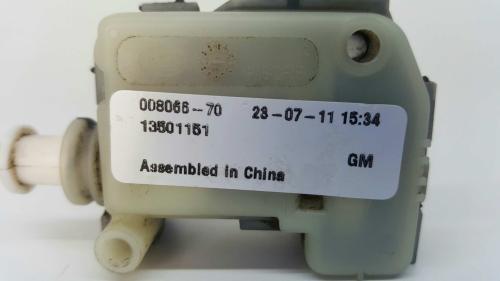 008066-70 23-07-11 15:34
13501151
GM
Assembled in China